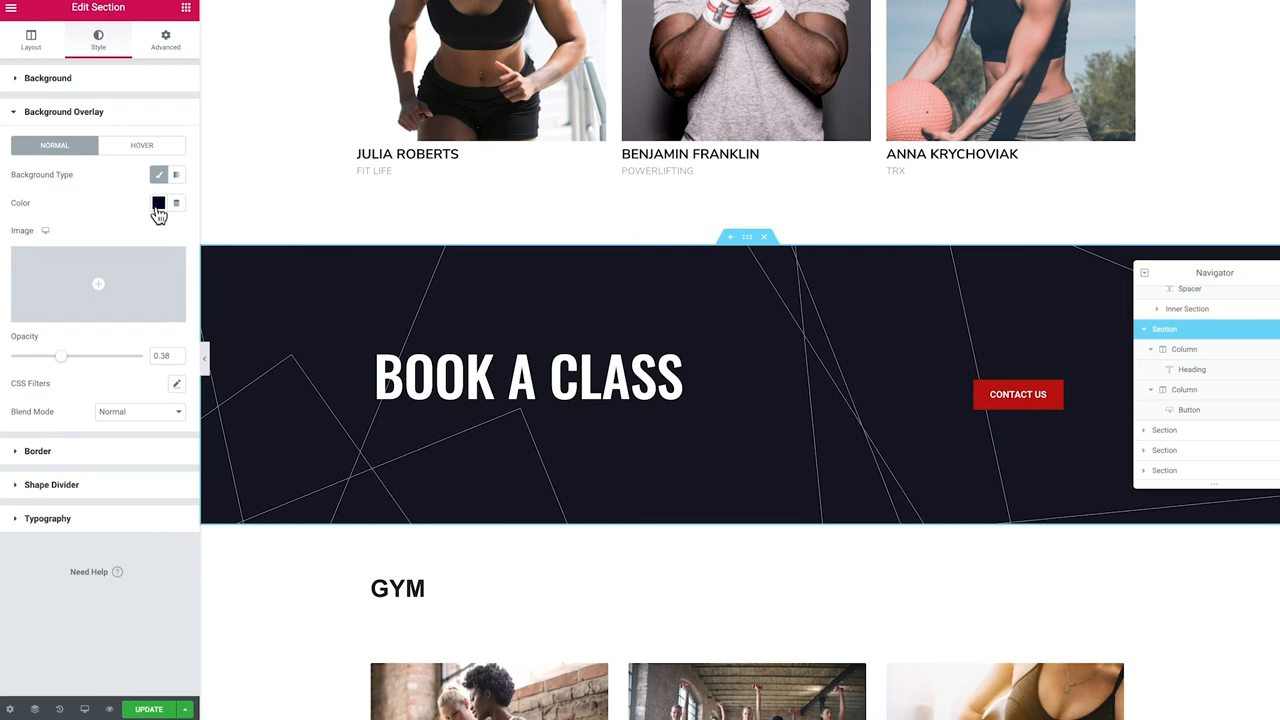 Edit Section
Layout
Style
Advanced
Background
Background Overlay
NORMAL
HOVER
Background Type
Color
Image
Opacity
0.38
CSS Filters
Blend Mode
Normal
Border
Shape Divider
Typography
Need Help ?
UPDATE
JULIA ROBERTS
FIT LIFE
BENJAMIN FRANKLIN
POWERLIFTING
ANNA KRYCHOVIAK
TRX
BOOK A CLASS
CONTACT US
Navigator
Spacer
Inner Section
Section
Column
Heading
Column
Button
Section
Section
Section
GYM